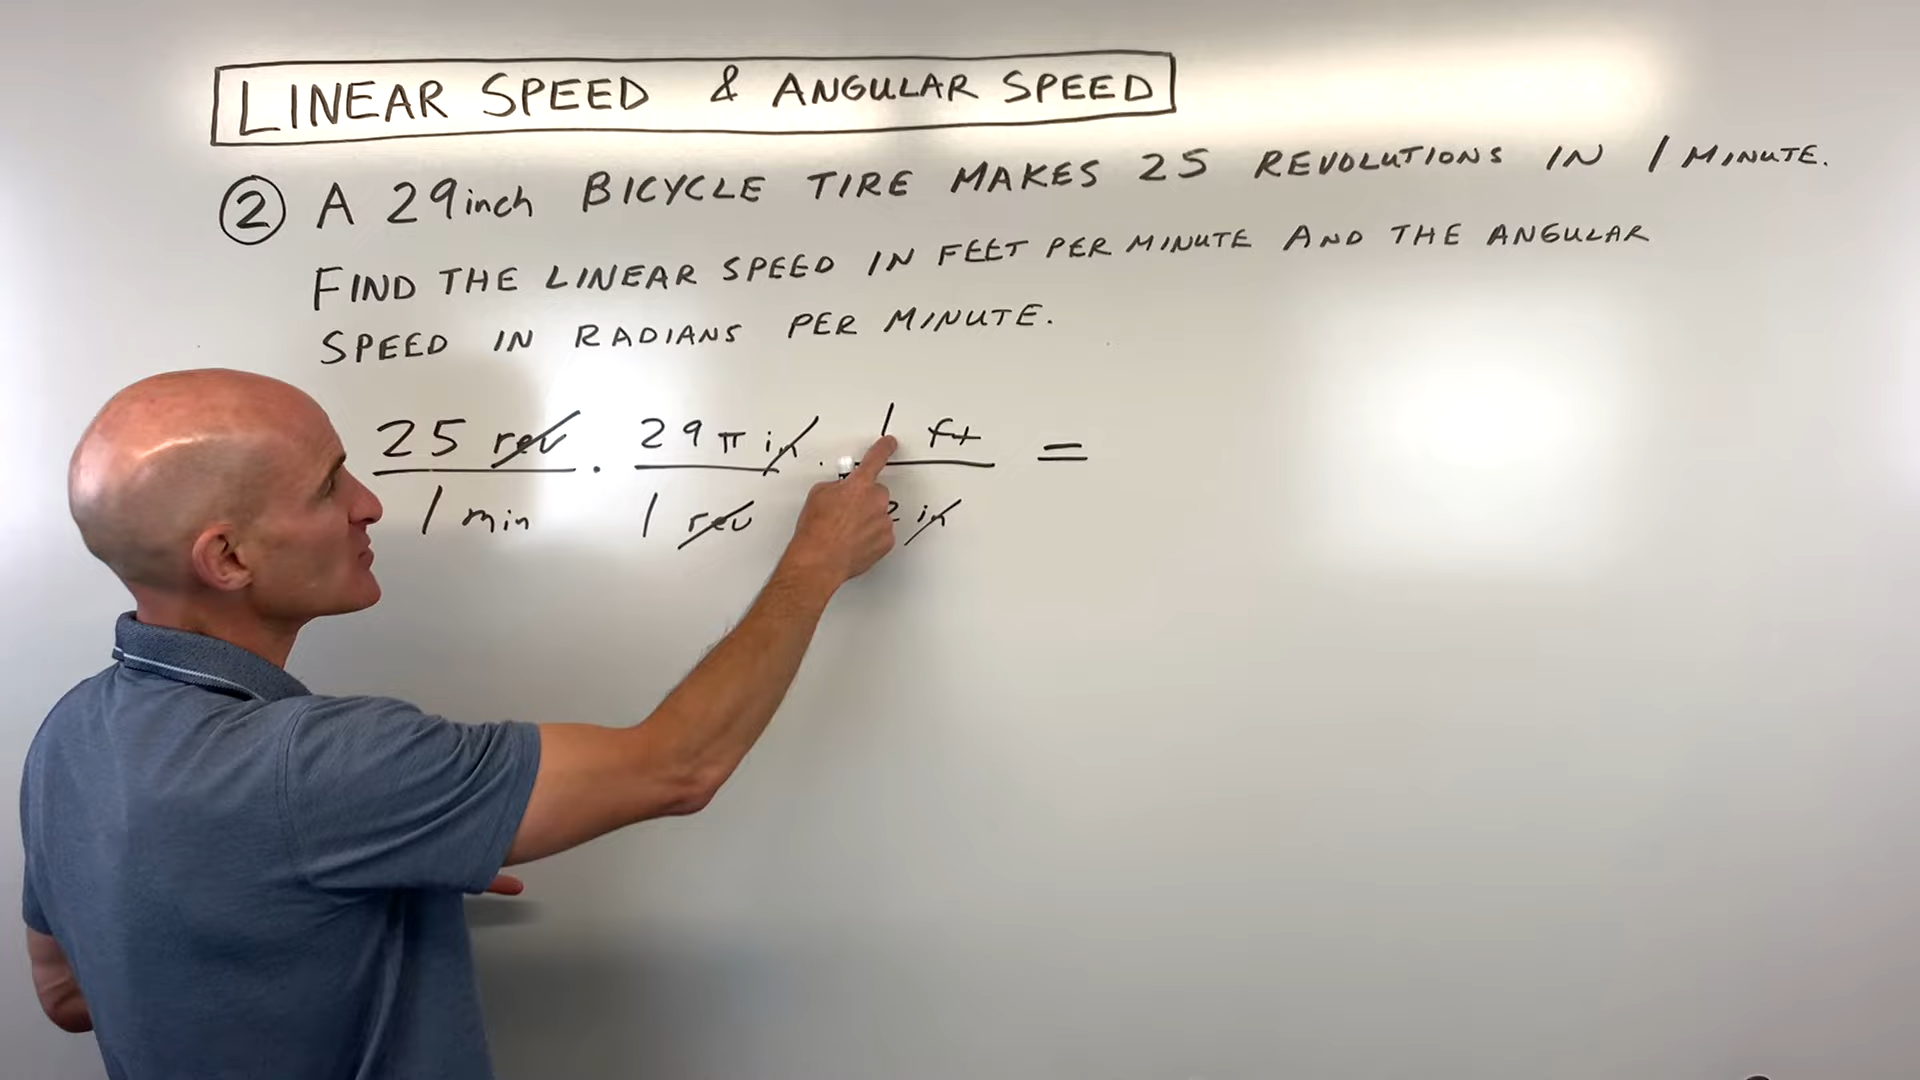 LINEAR SPEED & ANGULAR SPEED
② A 29inch BICYCLE TIRE MAKES 25 REVOLUTIONS IN 1 MINUTE.
FIND THE LINEAR SPEED IN FEET PER MINUTE AND THE ANGULAR
SPEED IN RADIANS PER MINUTE.
25 rev · 29π in · 1 ft =
1 min 1 rev 2 in